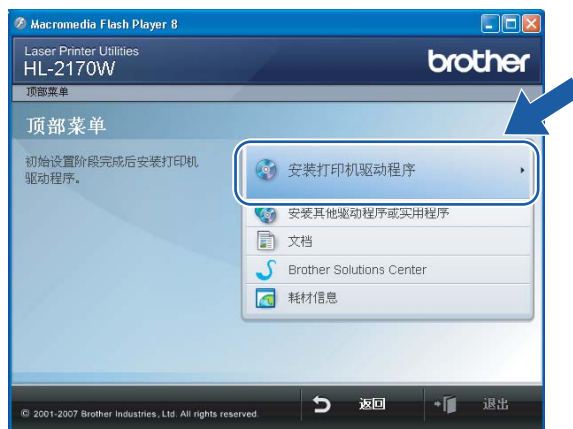 Macromedia Flash Player 8
Laser Printer Utilities
HL-2170W
brother
顶部菜单
顶部菜单
初始设置阶段完成后安装打印机
驱动程序。
安装打印机驱动程序
安装其他驱动程序或实用程序
文档
Brother Solutions Center
耗材信息
© 2001-2007 Brother Industries, Ltd. All rights reserved.
返回
退出